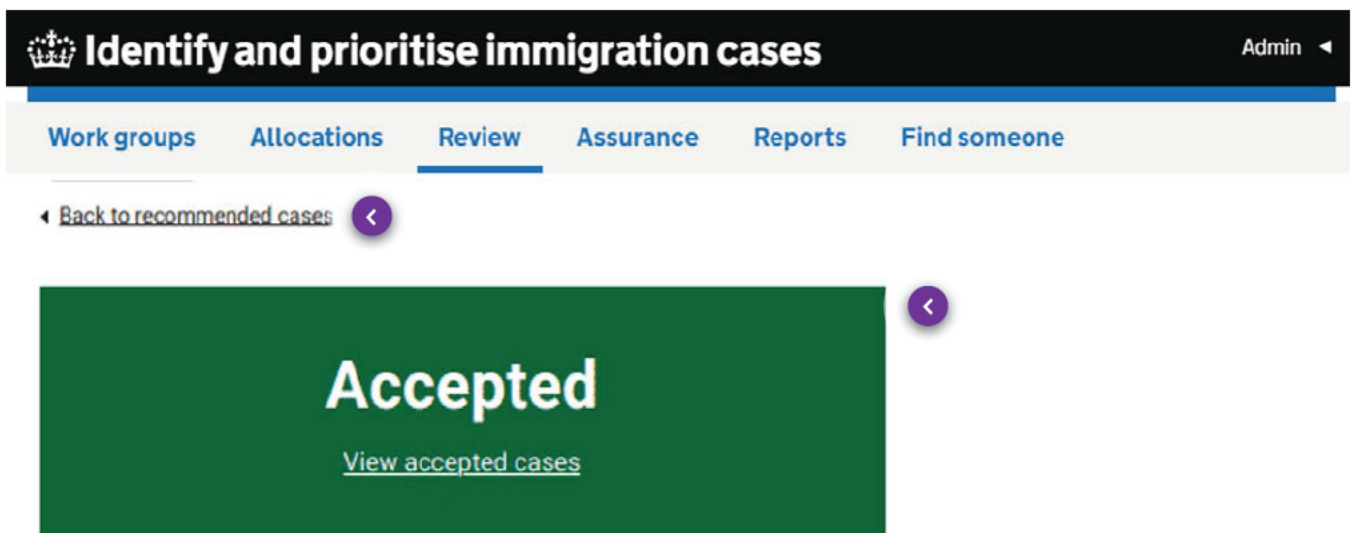 Identify and prioritise immigration cases Admin
Work groups Allocations Review Assurance Reports Find someone
Back to recommended cases
Accepted
View accepted cases